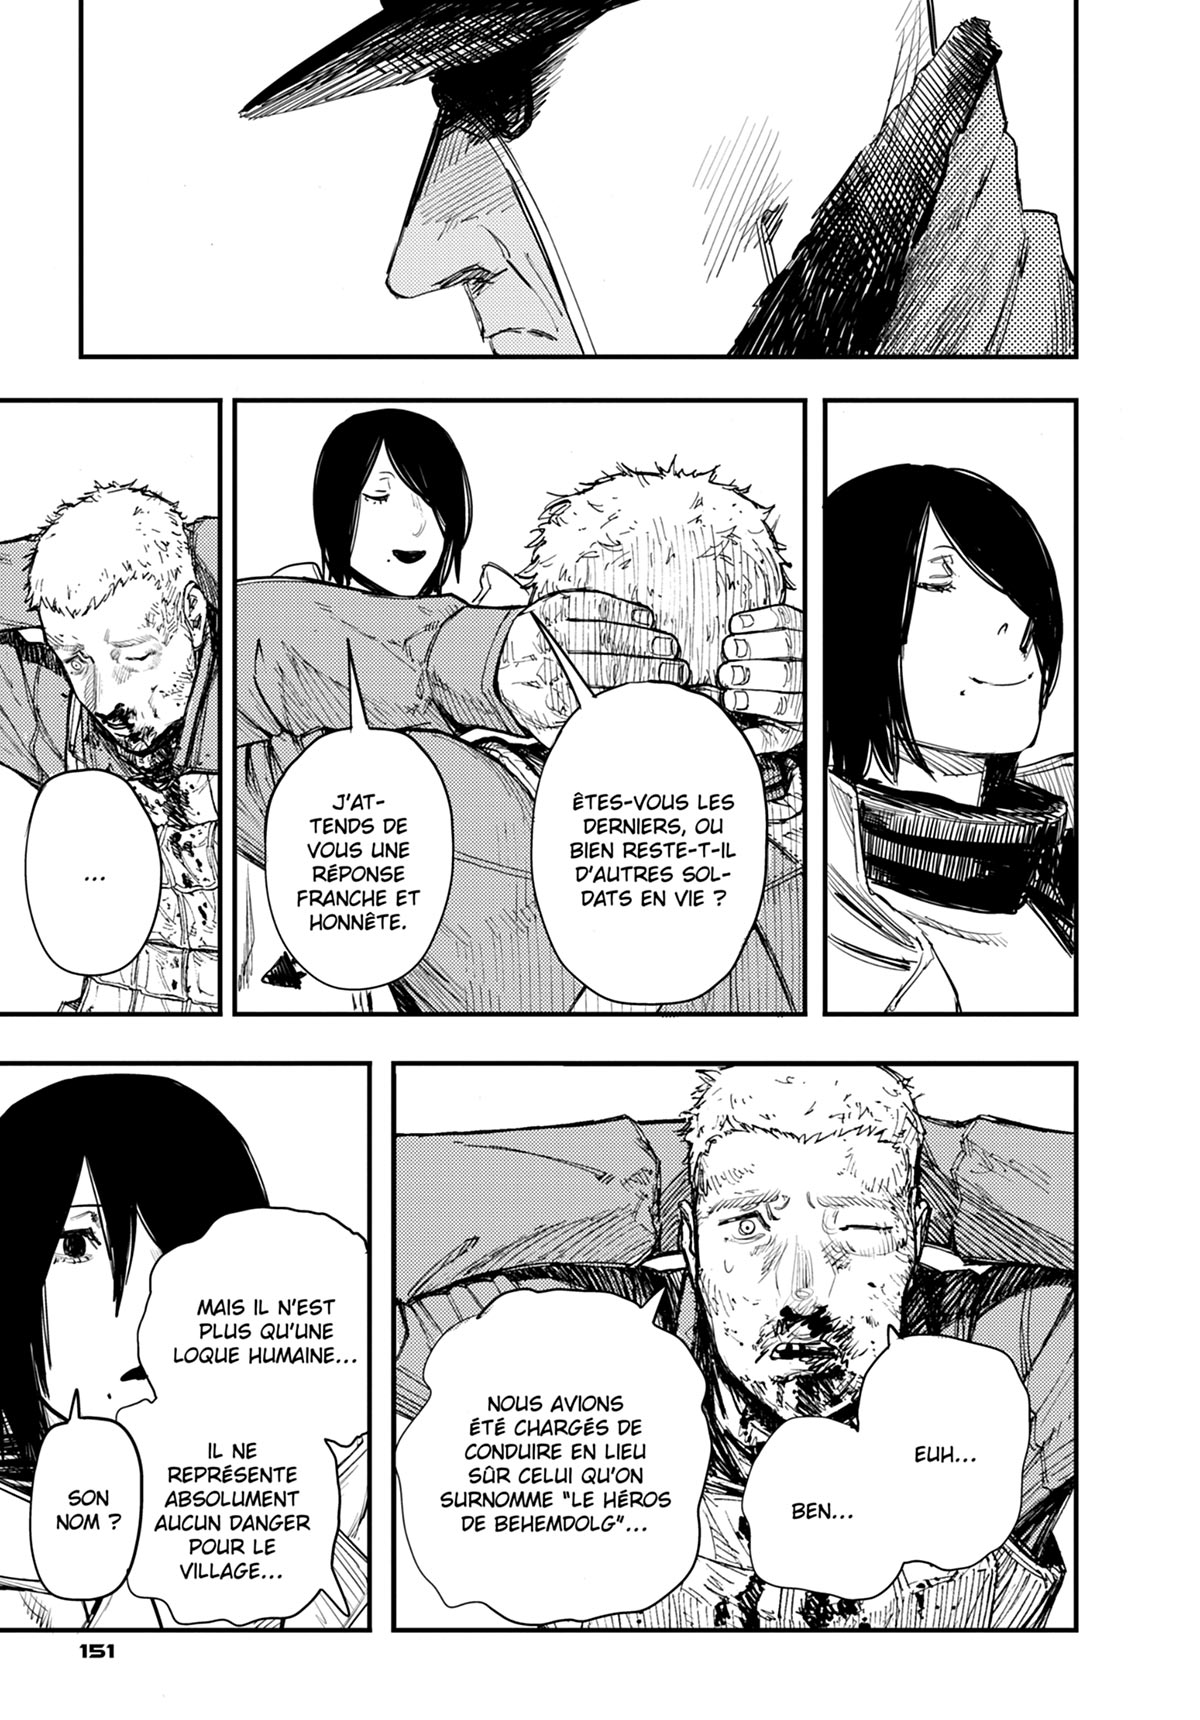 ÊTES-VOUS LES
DERNIERS, OU
BIEN RESTE-T-IL
D'AUTRES SOL-
DATS EN VIE ?
J'AT-
TENDS DE
VOUS UNE
RÉPONSE
FRANCHE ET
HONNÊTE.
...
EUH...
BEN...
NOUS AVIONS
ÉTÉ CHARGÉS DE
CONDUIRE EN LIEU
SÛR CELUI QU'ON
SURNOMME "LE HÉROS
DE BEHEMDOLG"...
MAIS IL N'EST
PLUS QU'UNE
LOQUE HUMAINE...
IL NE
REPRÉSENTE
ABSOLUMENT
AUCUN DANGER
POUR LE
VILLAGE...
SON
NOM ?
151